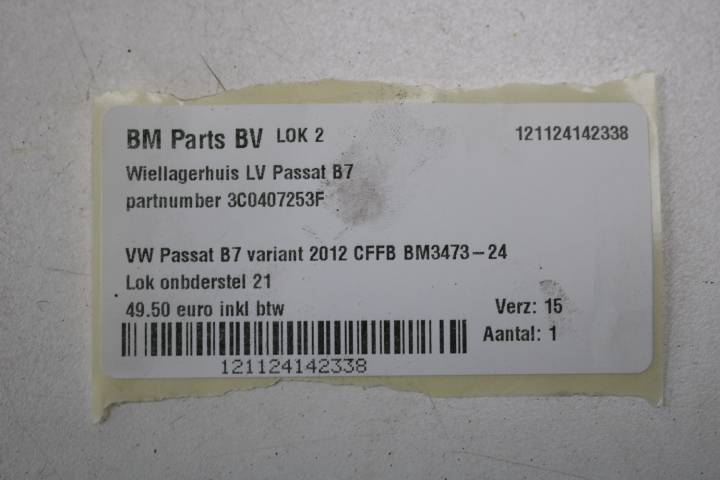 BM Parts BV LOK 2 121124142338
Wiellagerhuis LV Passat B7
partnumber 3C0407253F
VW Passat B7 variant 2012 CFFB BM3473-24
Lok onbderstel 21
49.50 euro inkl btw Verz: 15
Aantal: 1
121124142338